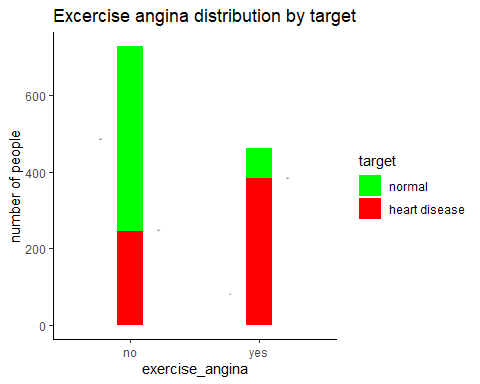 Excercise angina distribution by target
number of people
600
400
200
0
no
yes
exercise_angina
target
normal
heart disease